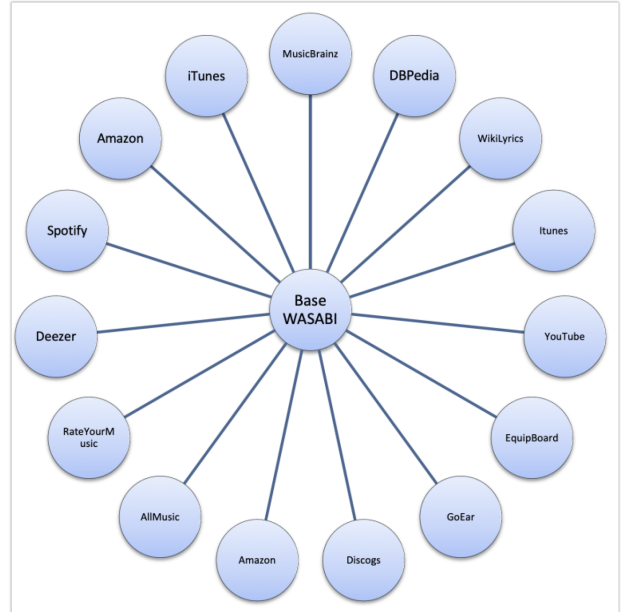 MusicBrainz
DBPedia
WikiLyrics
Itunes
YouTube
EquipBoard
GoEar
Discogs
Amazon
AllMusic
RateYourM
usic
Deezer
Spotify
Amazon
iTunes
Base
WASABI